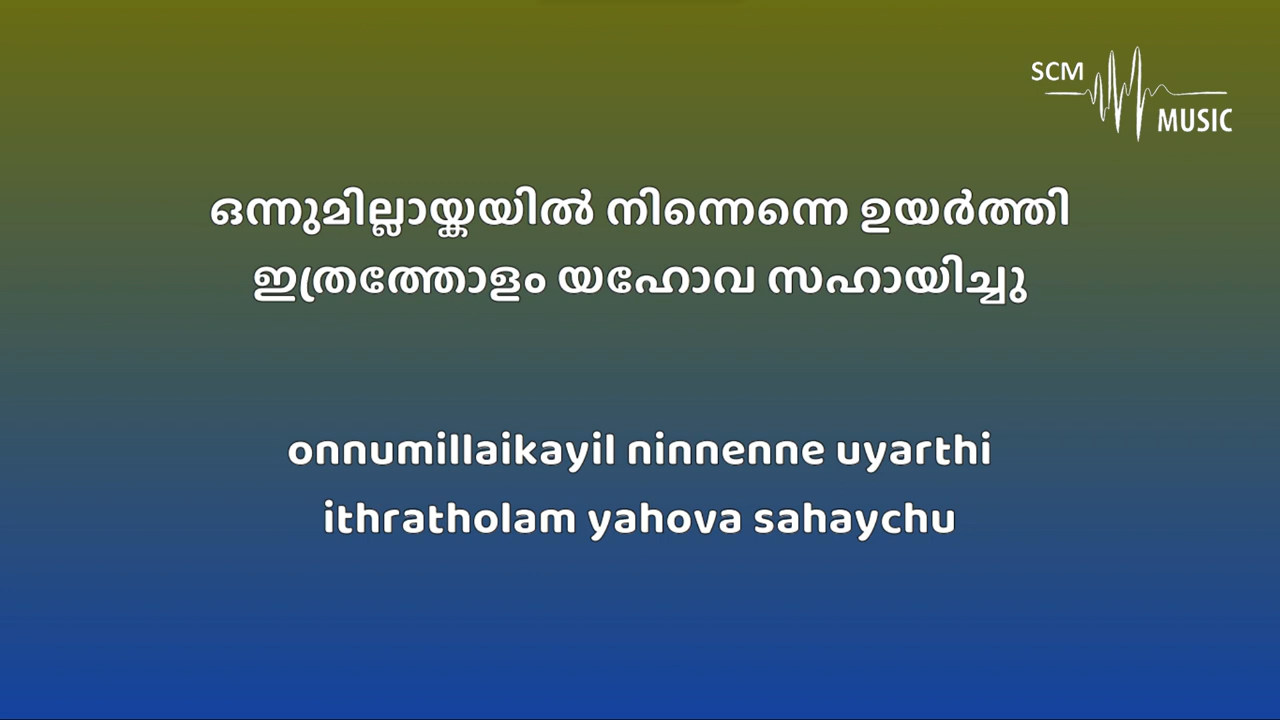 SCM
MUSIC
ഒന്നുമില്ലായ്കയിൽ നിന്നെന്നെ ഉയർത്തി
ഇത്രത്തോളം യഹോവ സഹായിച്ചു
onnumillaikayil ninnenne uyarthi
ithratholam yahova sahaychu